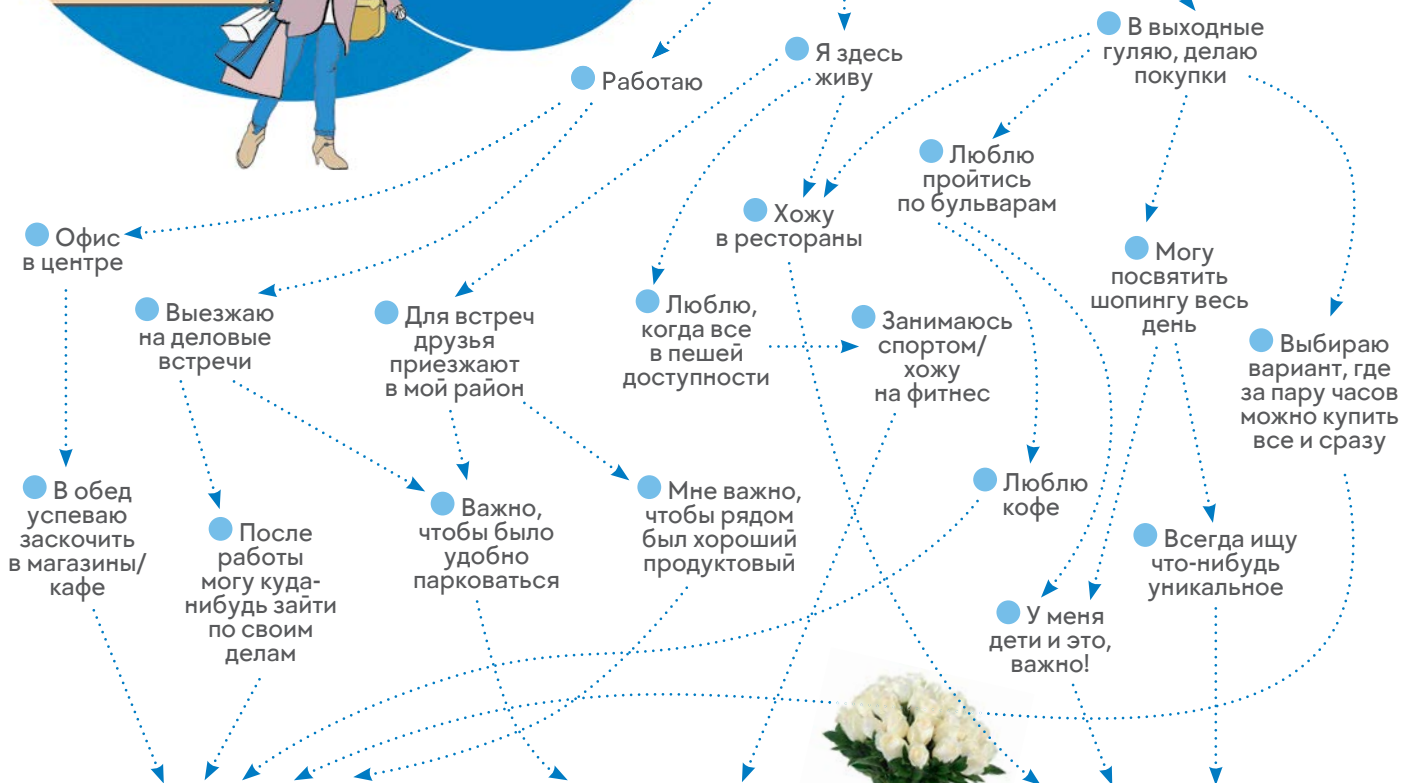 Работаю
Я здесь
живу
В выходные
гуляю, делаю
покупки
Люблю
пройтись
по бульварам
Хожу
в рестораны
Офис
в центре
Могу
посвятить
шопингу весь
день
Выезжаю
на деловые
встречи
Для встреч
друзья
приезжают
в мой район
Люблю,
когда все
в пешей
доступности
Занимаюсь
спортом/
хожу
на фитнес
Выбираю
вариант, где
за пару часов
можно купить
все и сразу
В обед
успеваю
заскочить
в магазины/
кафе
После
работы
могу куда-
нибудь зайти
по своим
делам
Важно,
чтобы было
удобно
парковаться
Мне важно,
чтобы рядом
был хороший
продуктовый
Люблю
кофе
Всегда ищу
что-нибудь
уникальное
У меня
дети и это,
важно!